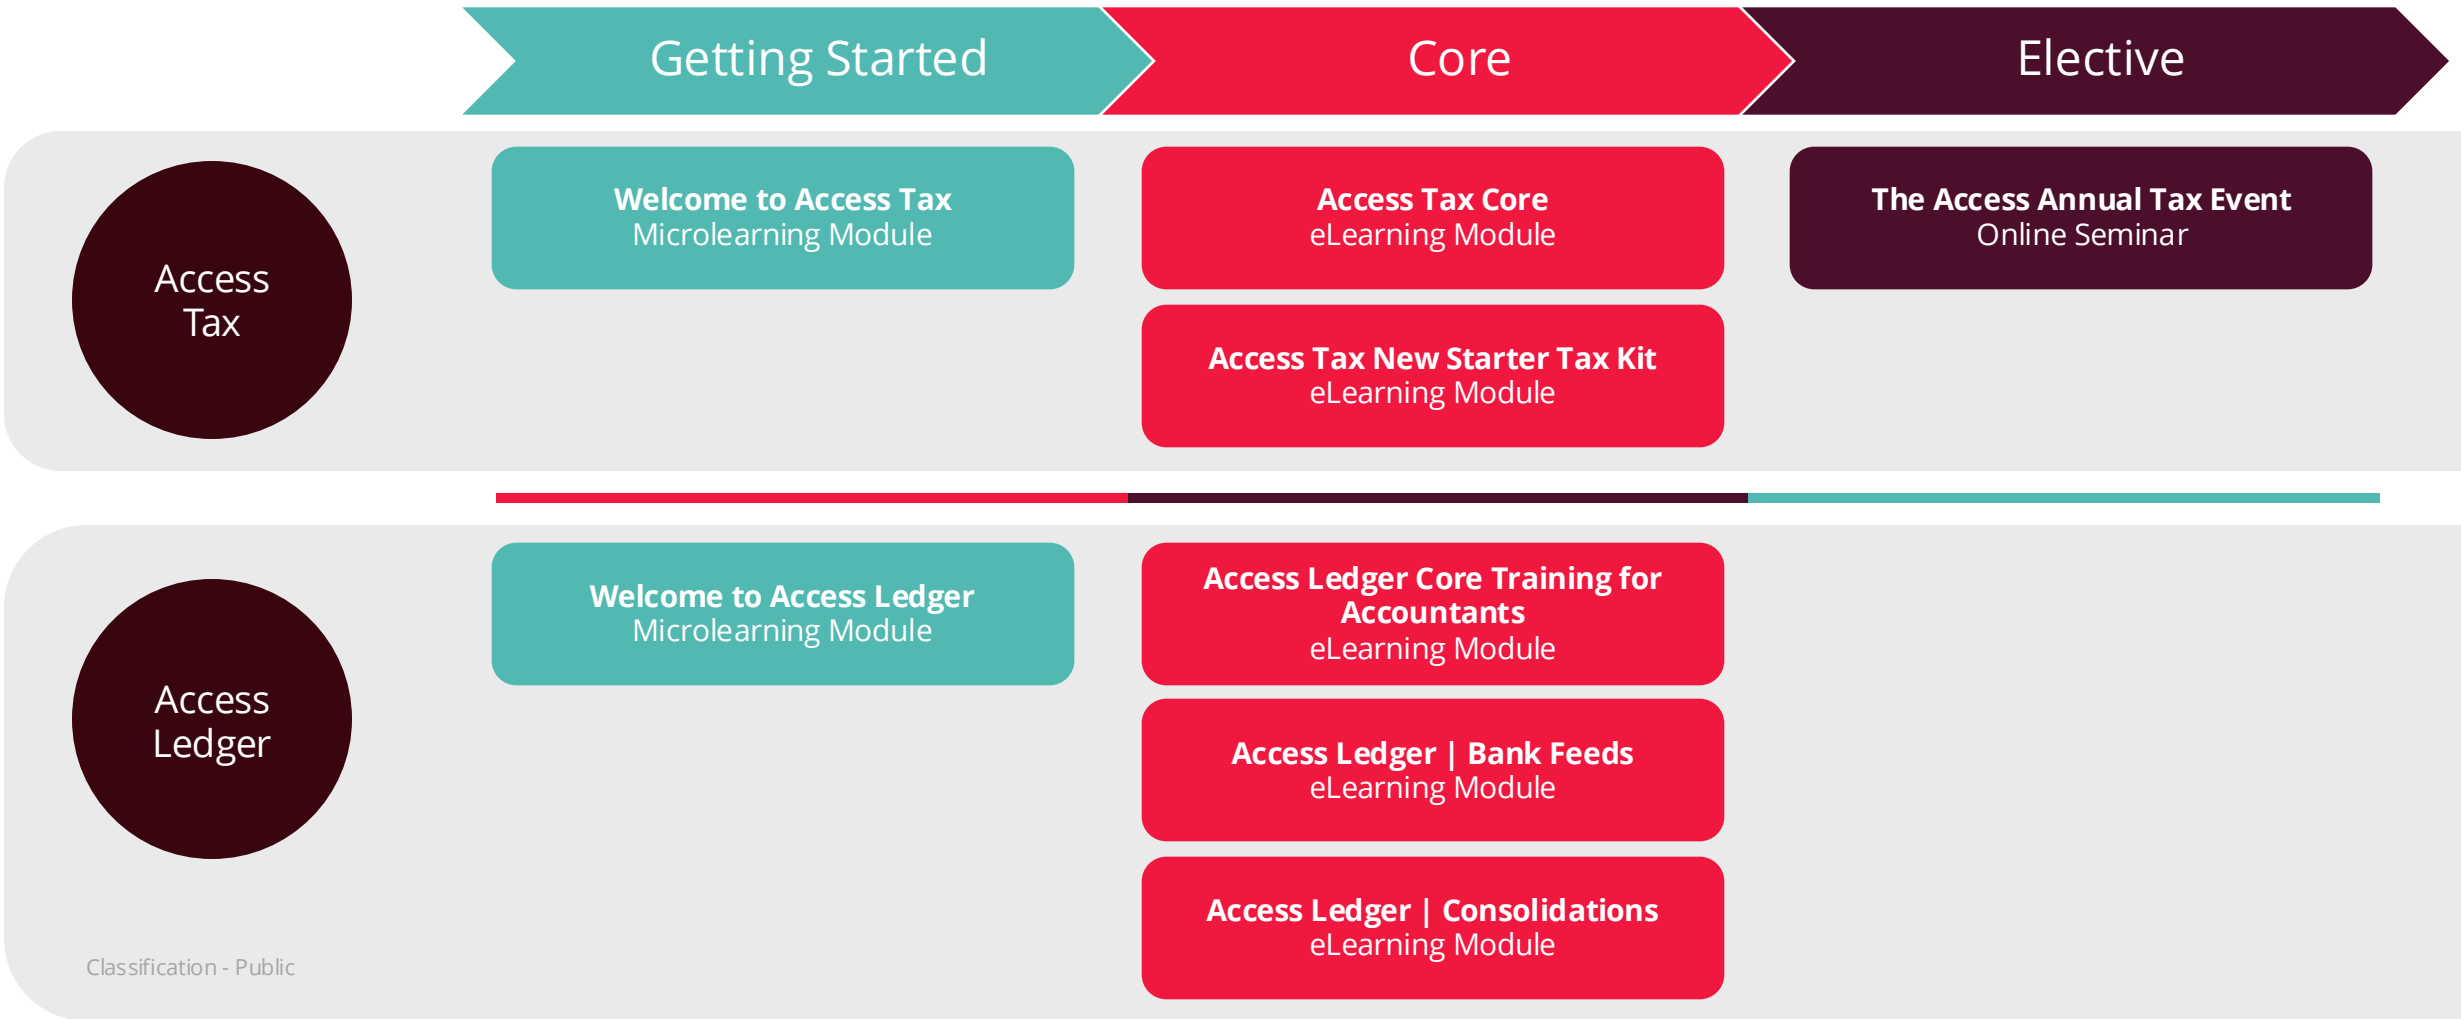 Getting Started
Core
Elective
Access
Tax
Welcome to Access Tax
Microlearning Module
Access Tax Core
eLearning Module
Access Tax New Starter Tax Kit
eLearning Module
The Access Annual Tax Event
Online Seminar
Access
Ledger
Welcome to Access Ledger
Microlearning Module
Access Ledger Core Training for
Accountants
eLearning Module
Access Ledger | Bank Feeds
eLearning Module
Access Ledger | Consolidations
eLearning Module
Classification - Public